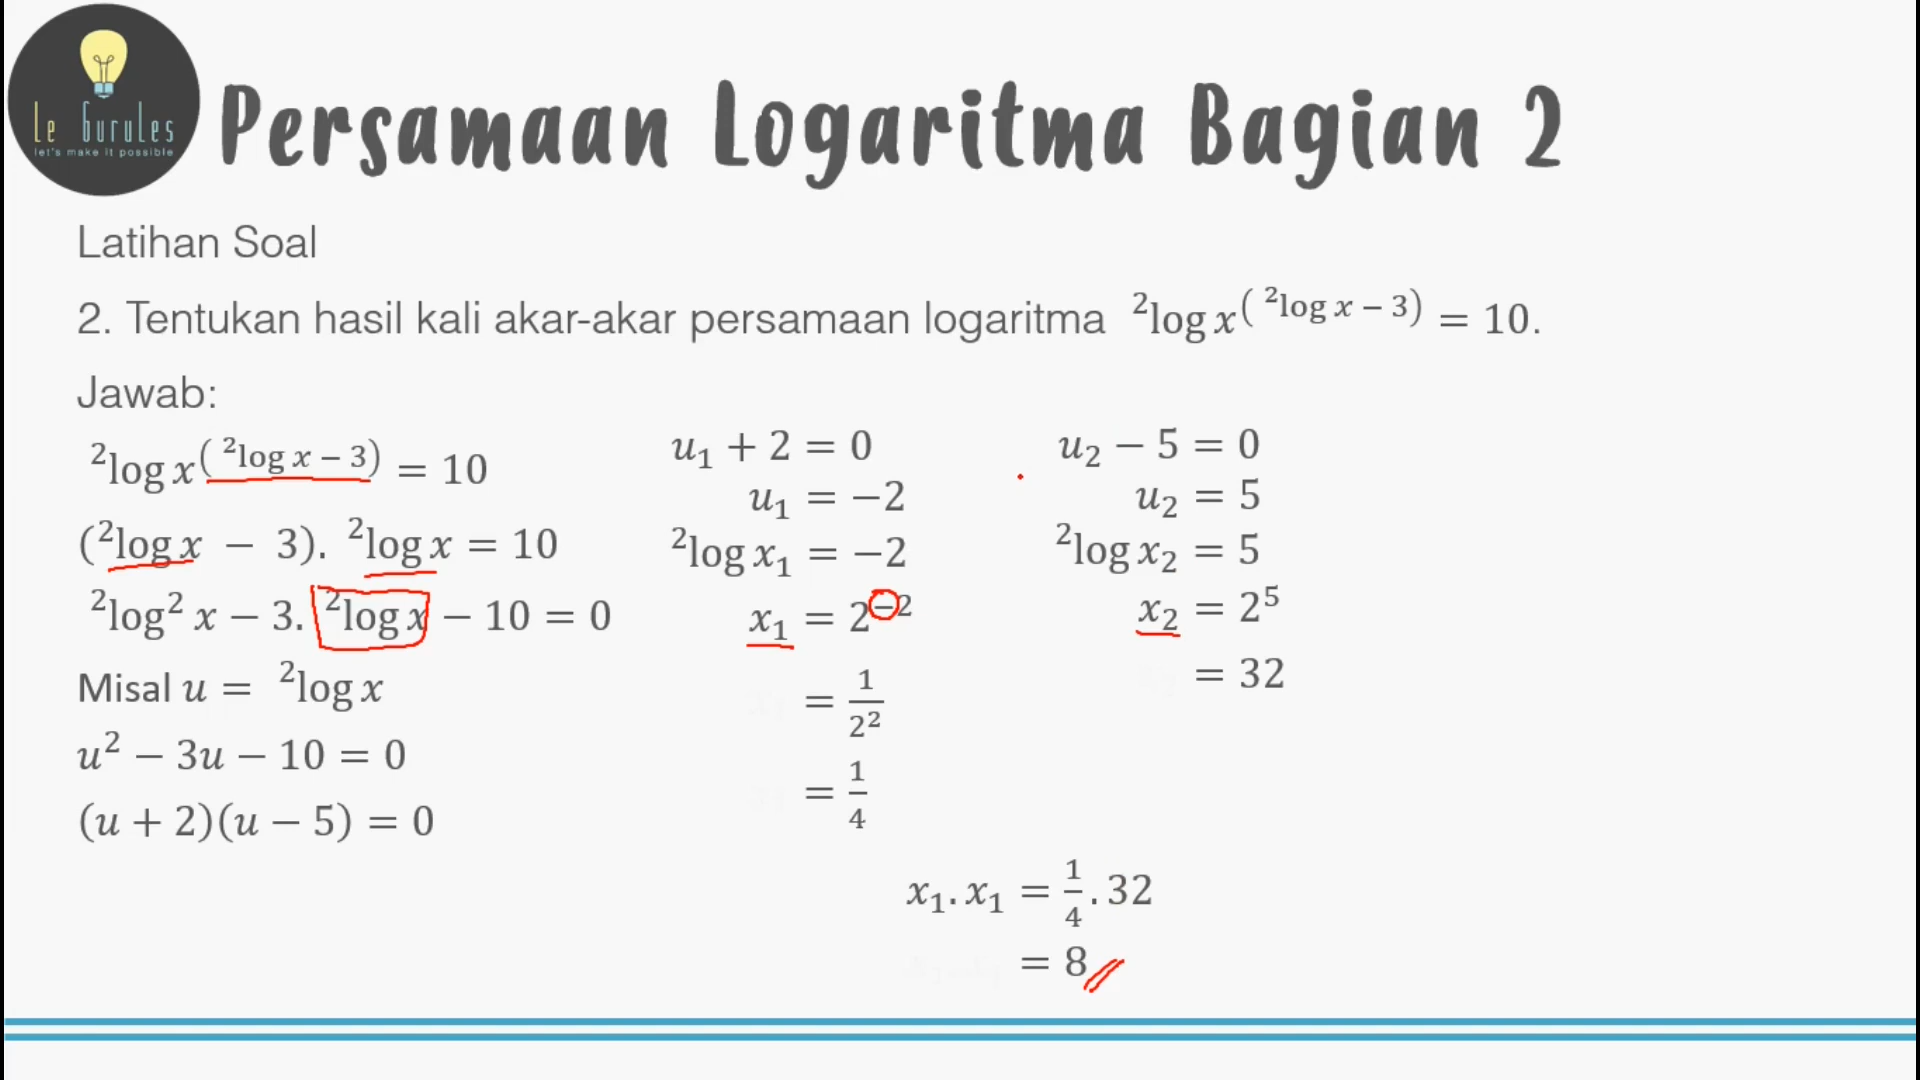 Le Gurules
let's make it possible
Persamaan Logaritma Bagian 2
Latihan Soal
2. Tentukan hasil kali akar-akar persamaan logaritma ²log x^(²log x − 3) = 10.
Jawab:
²log x^(²log x − 3) = 10
(²log x − 3). ²log x = 10
²log² x − 3. ²log x − 10 = 0
Misal u = ²log x
u² − 3u − 10 = 0
(u + 2)(u − 5) = 0
u₁ + 2 = 0
u₁ = −2
²log x₁ = −2
x₁ = 2⁻²
= 1/2²
= 1/4
u₂ − 5 = 0
u₂ = 5
²log x₂ = 5
x₂ = 2⁵
= 32
x₁. x₁ = 1/4 . 32
= 8